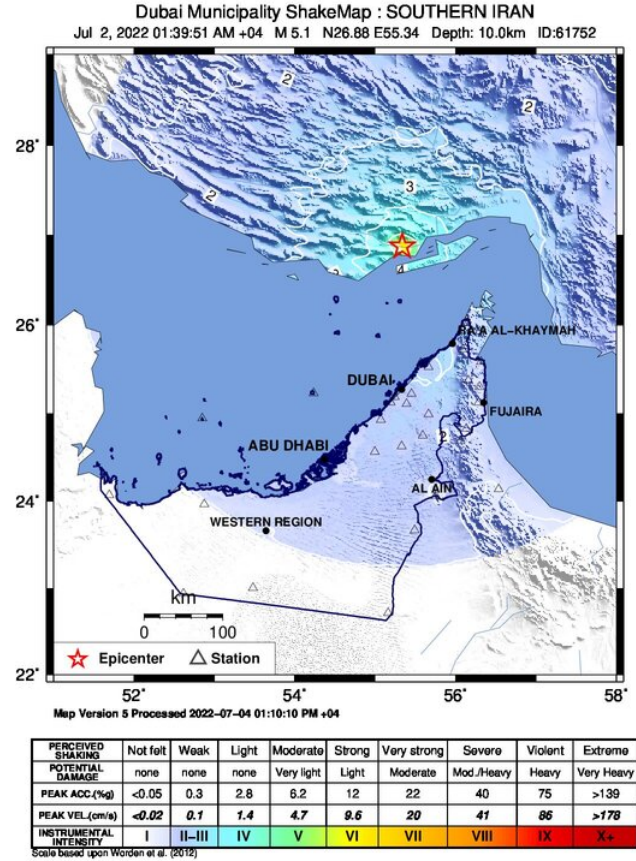 Dubai Municipality ShakeMap : SOUTHERN IRAN
Jul 2, 2022 01:39:51 AM +04 M 5.1 N26.88 E55.34 Depth: 10.0km ID:61752
2
2
28˚
3
2
4
26˚
RA'A AL-KHAYMAH
DUBAI
FUJAIRA
2
ABU DHABI
AL AIN
24˚
WESTERN REGION
km
0 100
Epicenter Station
22˚
52˚ 54˚ 56˚ 58˚
Map Version 5 Processed 2022-07-04 01:10:10 PM +04
PERCEIVED SHAKING Not felt Weak Light Moderate Strong Very strong Severe Violent Extreme
POTENTIAL DAMAGE none none none Very light Light Moderate Mod./Heavy Heavy Very Heavy
PEAK ACC.(%g) <0.05 0.3 2.8 6.2 12 22 40 75 >139
PEAK VEL.(cm/s) <0.02 0.1 1.4 4.7 9.6 20 41 86 >178
INSTRUMENTAL INTENSITY I II-III IV V VI VII VIII IX X+
Scale based upon Worden et al. (2012)